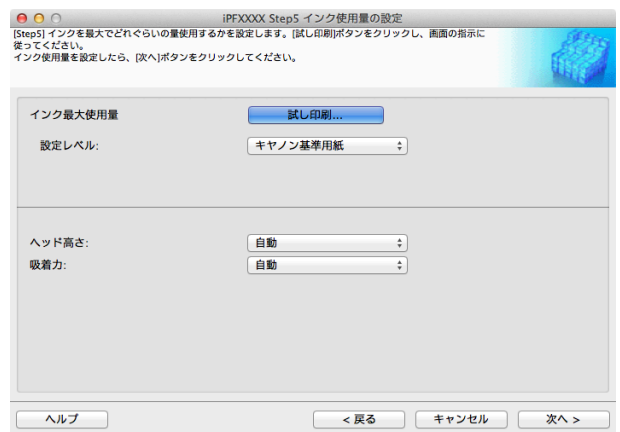 iPFXXXX Step5 インク使用量の設定
[Step5] インクを最大でどれぐらいの量使用するかを設定します。[試し印刷]ボタンをクリックし、画面の指示に
従ってください。
インク使用量を設定したら、[次へ]ボタンをクリックしてください。
インク最大使用量 試し印刷...
設定レベル: キヤノン基準用紙
ヘッド高さ: 自動
吸着力: 自動
ヘルプ < 戻る キャンセル 次へ >